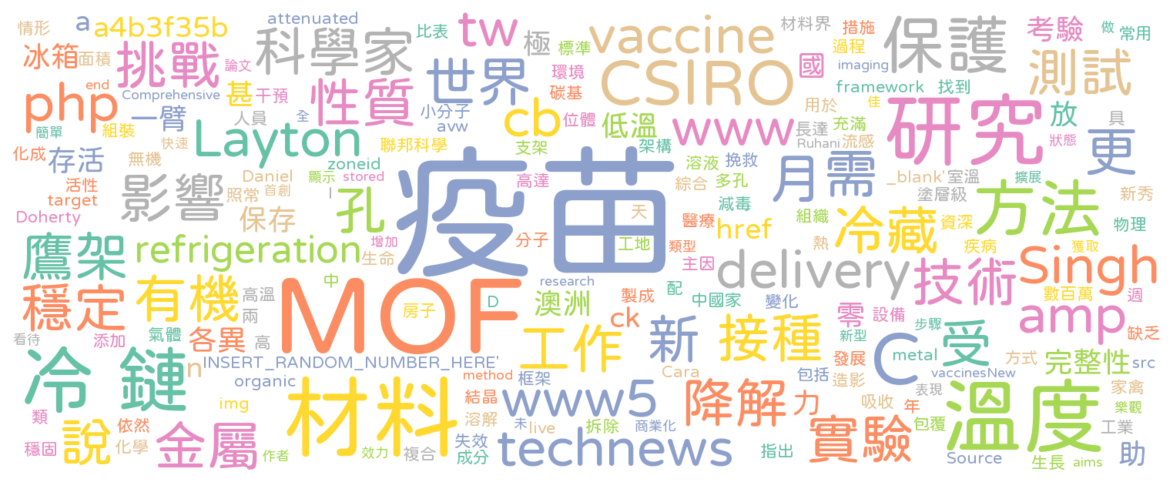 attenuated
情形
a
a4b3f35b
比表
tw
極
vaccine
材料界
措施
考驗
做
常用
科學家
保護
冰箱
面積
挑戰
標準
過程
世界
環境
imaging
測試
論文
end
Comprehensive
甚
干預
性質
CSIRO
國
framework
找到
php
一臂
人員
全
小分子
碳基
用於
佳
簡單
組裝
快速
avw
cb
位體
低溫
www
長達
充滿
放
具
Layton
聯邦科學
支架
架構
Ruhani
流感
研究
狀態
更
化成
存活
無機
zoneid
溶液
挽救
月需
_blank'
室溫
擴展
活性
target
影響
Daniel
顯示
stored
疫苗
高達
綜合
多孔
塗層級
新秀
照常
首創
l
孔
減毒
方法
Doherty
保存
天
醫療
組織
href
冷藏
資深
物理
鷹架
refrigeration
增加
生命
分子
工地
類型
主因
熱
疾病
獲取
穩定
有機
中
research
delivery
技術
Singh
高溫
兩
MOF
房子
D
澳洲
製成
配
中國家
變化
數百萬
週
看待
添加
氣體
各異
高
ck
新
零
設備
步驟
amp
缺乏
工作
接種
新型
C
受
冷鏈
n
INSERT_RANDOM_NUMBER_HERE'
method
框架
Cara
發展
metal
方式
完整性
src
organic
材料
結晶
包括
造影
vaccinesNew
img
www5
降解
力
吸收
表現
家禽
樂觀
類
依然
溶解
未
live
拆除
商業化
年
溫度
穩固
說
化學
金屬
作者
效力
複合
失效
成分
technews
指出
實驗
包覆
Source
生長
aims
工業
助